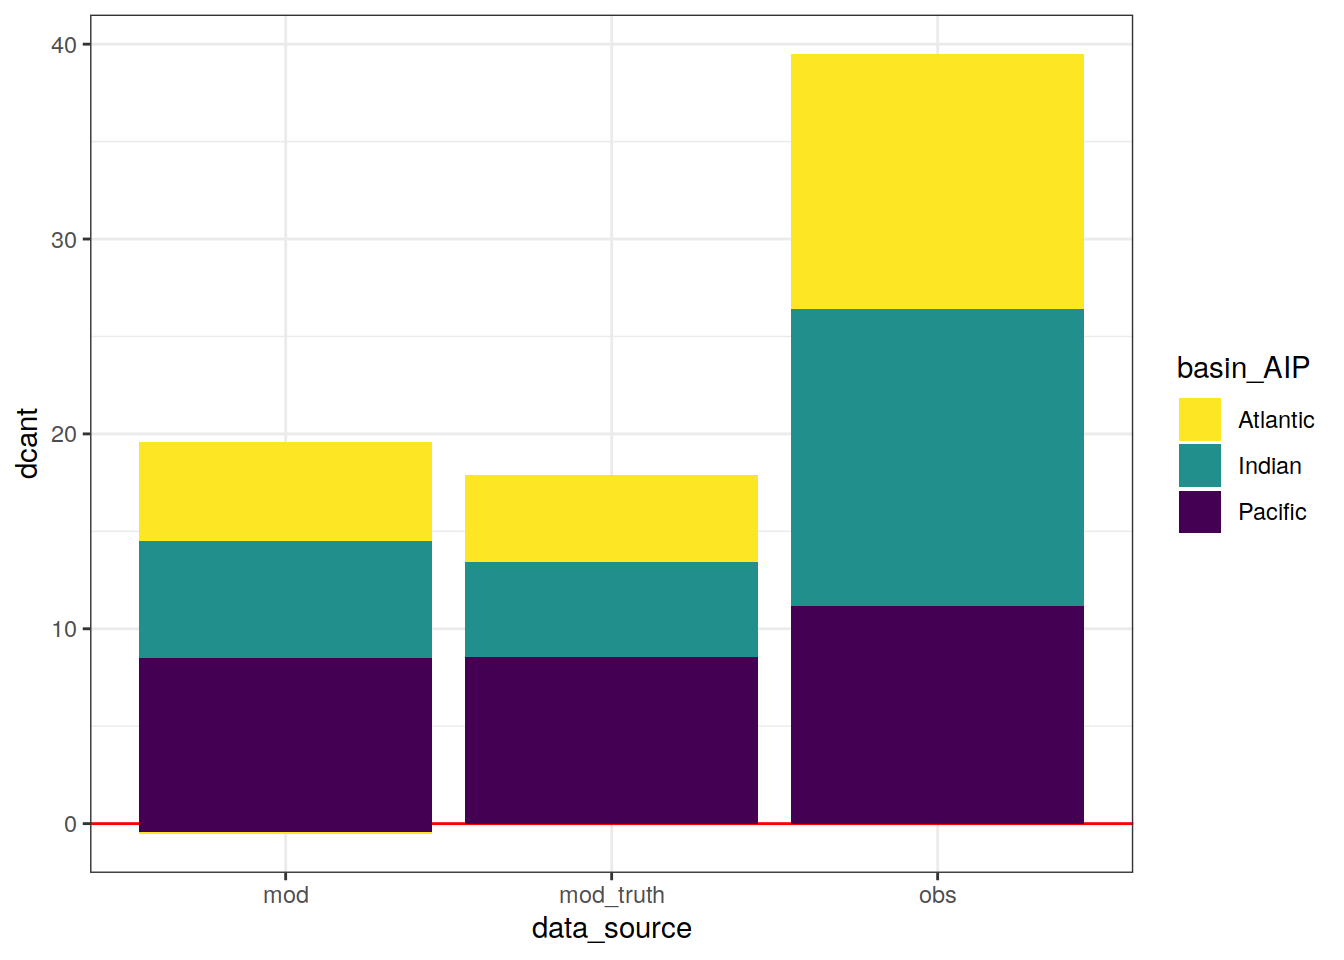 40
30
20
10
0
dcant
mod
mod_truth
obs
data_source
basin_AIP
Atlantic
Indian
Pacific